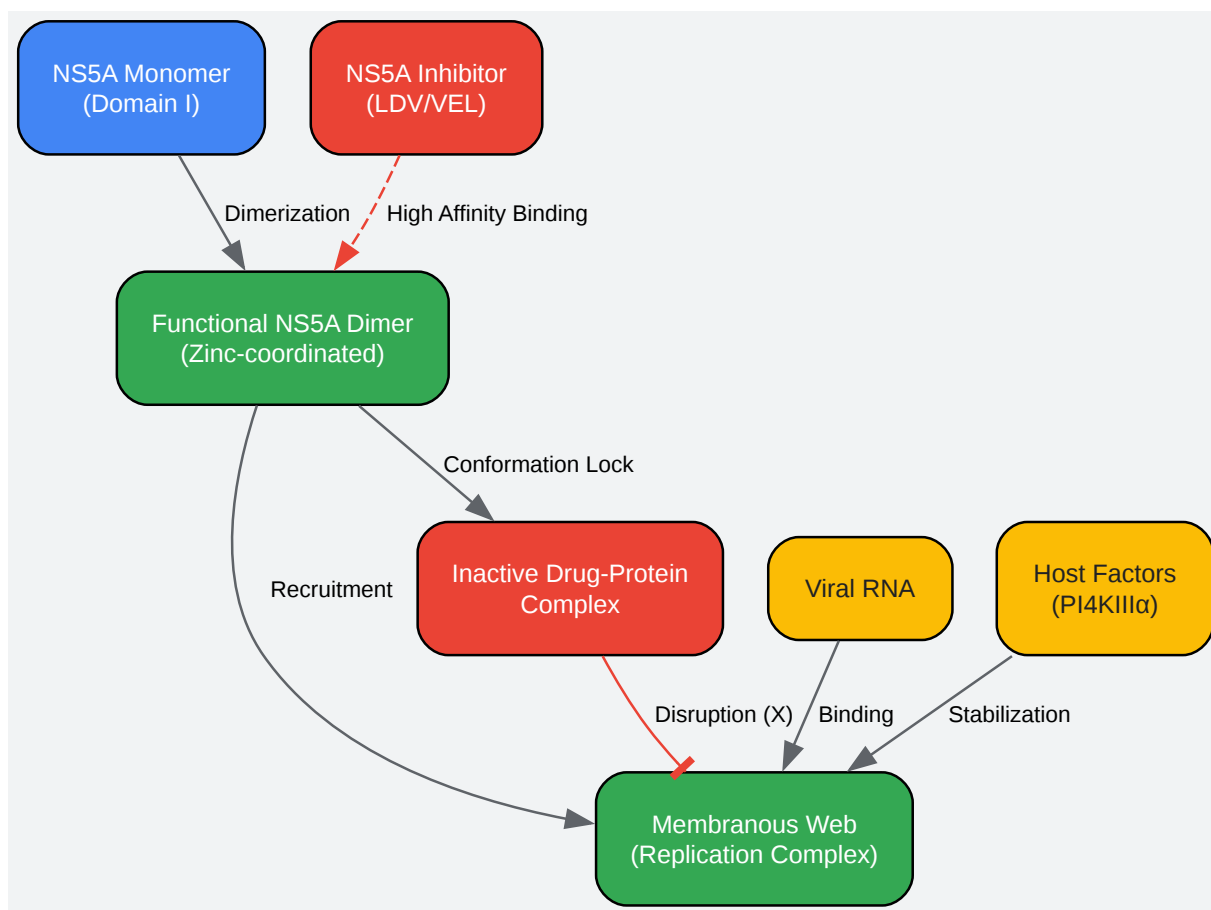 NS5A Monomer
(Domain I)
NS5A Inhibitor
(LDV/VEL)
Dimerization
High Affinity Binding
Functional NS5A Dimer
(Zinc-coordinated)
Conformation Lock
Recruitment
Inactive Drug-Protein
Complex
Viral RNA
Host Factors
(PI4KIIIα)
Disruption (X)
Binding
Stabilization
Membranous Web
(Replication Complex)